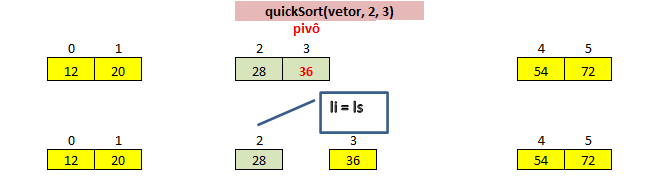 quickSort(vetor, 2, 3)
pivô
0 1 2 3 4 5
12 20 28 36 54 72
li = ls
0 1 2 3 4 5
12 20 28 36 54 72